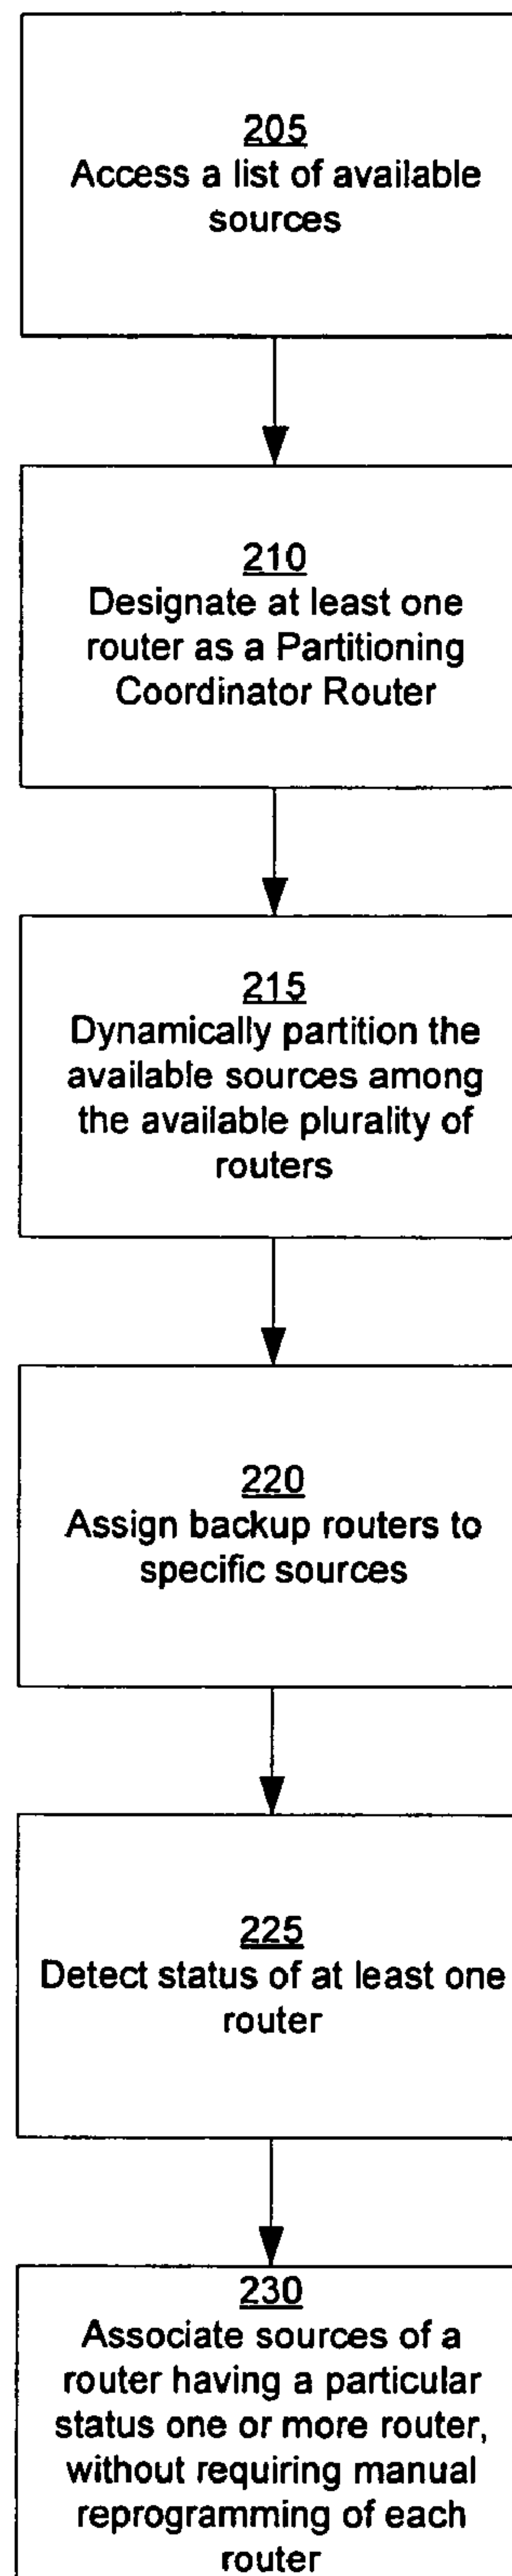 205
Access a list of available
sources
210
Designate at least one
router as a Partitioning
Coordinator Router
215
Dynamically partition the
available sources among
the available plurality of
routers
220
Assign backup routers to
specific sources
225
Detect status of at least one
router
230
Associate sources of a
router having a particular
status one or more router,
without requiring manual
reprogramming of each
router